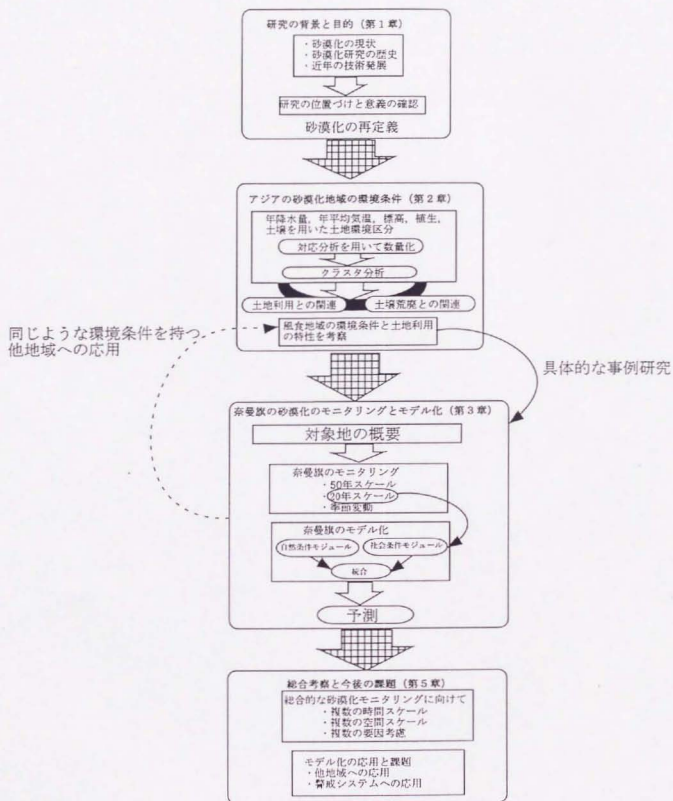 研究の背景と目的（第1章）
・砂漠化の現状
・砂漠化研究の歴史
・近年の技術発展
研究の位置づけと意義の確認
砂漠化の再定義
アジアの砂漠化地域の環境条件（第2章）
年降水量，年平均気温，標高，植生，
土壌を用いた土地環境区分
対応分析を用いて数量化
クラスタ分析
土地利用との関連
土壌荒廃との関連
風食地域の環境条件と土地利用
の特性を考察
同じような環境条件を持つ
他地域への応用
具体的な事例研究
奈曼旗の砂漠化のモニタリングとモデル化（第3章）
対象地の概要
奈曼旗のモニタリング
・50年スケール
・20年スケール
・季節変動
奈曼旗のモデル化
自然条件モジュール
社会条件モジュール
統合
予測
総合考察と今後の課題（第5章）
総合的な砂漠化モニタリングに向けて
・複数の時間スケール
・複数の空間スケール
・複数の要因考慮
モデル化の応用と課題
・他地域への応用
・警戒システムへの応用